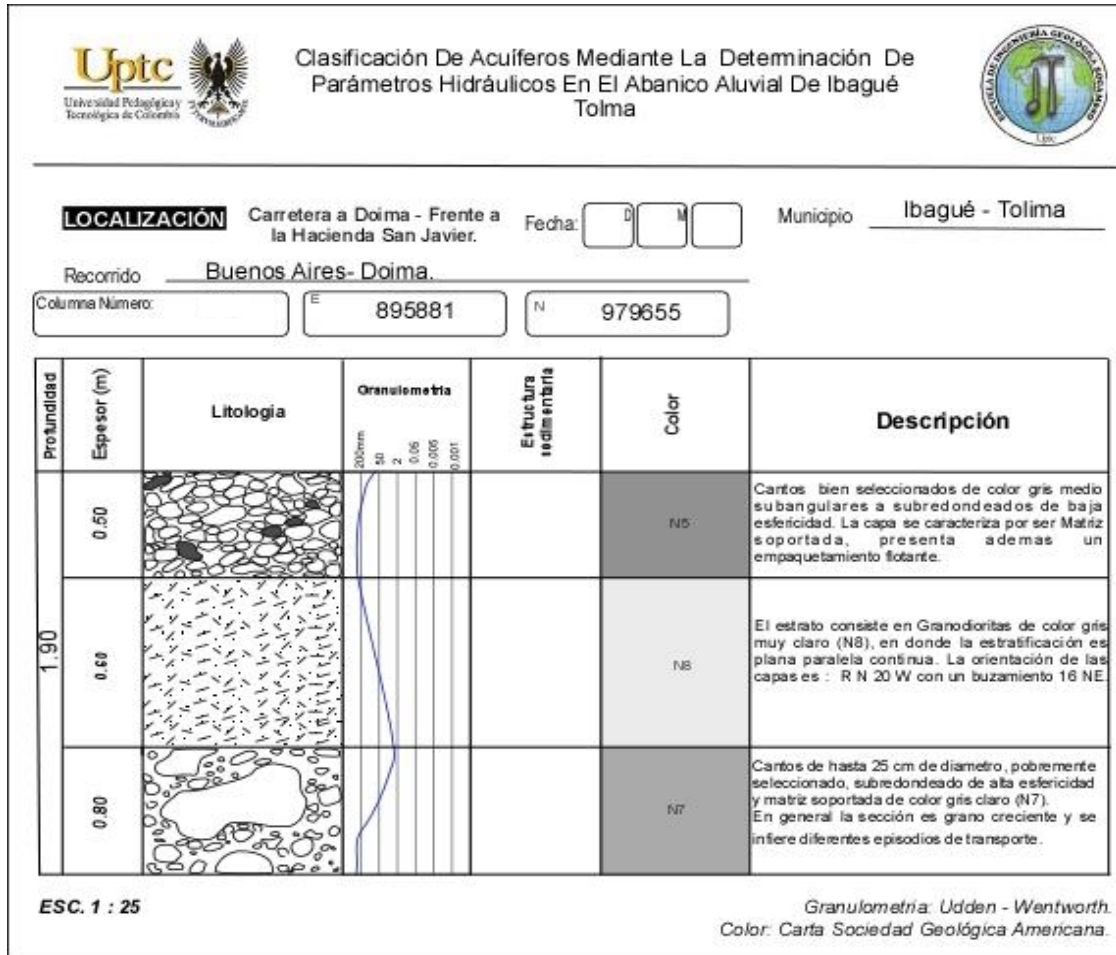 Uptc
Universidad Pedagógica y
Tecnológica de Colombia
Clasificación De Acuíferos Mediante La Determinación De
Parámetros Hidráulicos En El Abanico Aluvial De Ibagué
Tolma
ESCUELA DE INGENIERÍA GEOLÓGICA
Uptc
LOCALIZACIÓN
Carretera a Doima - Frente a
la Hacienda San Javier.
Fecha:
D
M
Municipio
Ibagué - Tolima
Recorrido
Buenos Aires- Doima.
Columna Número:
E
895881
N
979655
Profundidad
Espesor (m)
Litología
Granulometria
200mm
50
2
0.06
0.005
0.001
Estructura
sedimentaria
Color
Descripción
1.90
0.50
N5
Cantos bien seleccionados de color gris medio
subangulares a subredondeados de baja
esfericidad. La capa se caracteriza por ser Matriz
soportada, presenta ademas un
empaquetamiento flotante.
0.60
N8
El estrato consiste en Granodioritas de color gris
muy claro (N8), en donde la estratificación es
plana paralela continua. La orientación de las
capas es : R N 20 W con un buzamiento 16 NE.
0.80
N7
Cantos de hasta 25 cm de diametro, pobremente
seleccionado, subredondeado de alta esfericidad
y matriz soportada de color gris claro (N7).
En general la sección es grano creciente y se
infiere diferentes episodios de transporte.
ESC. 1 : 25
Granulometría: Udden - Wentworth.
Color: Carta Sociedad Geológica Americana.